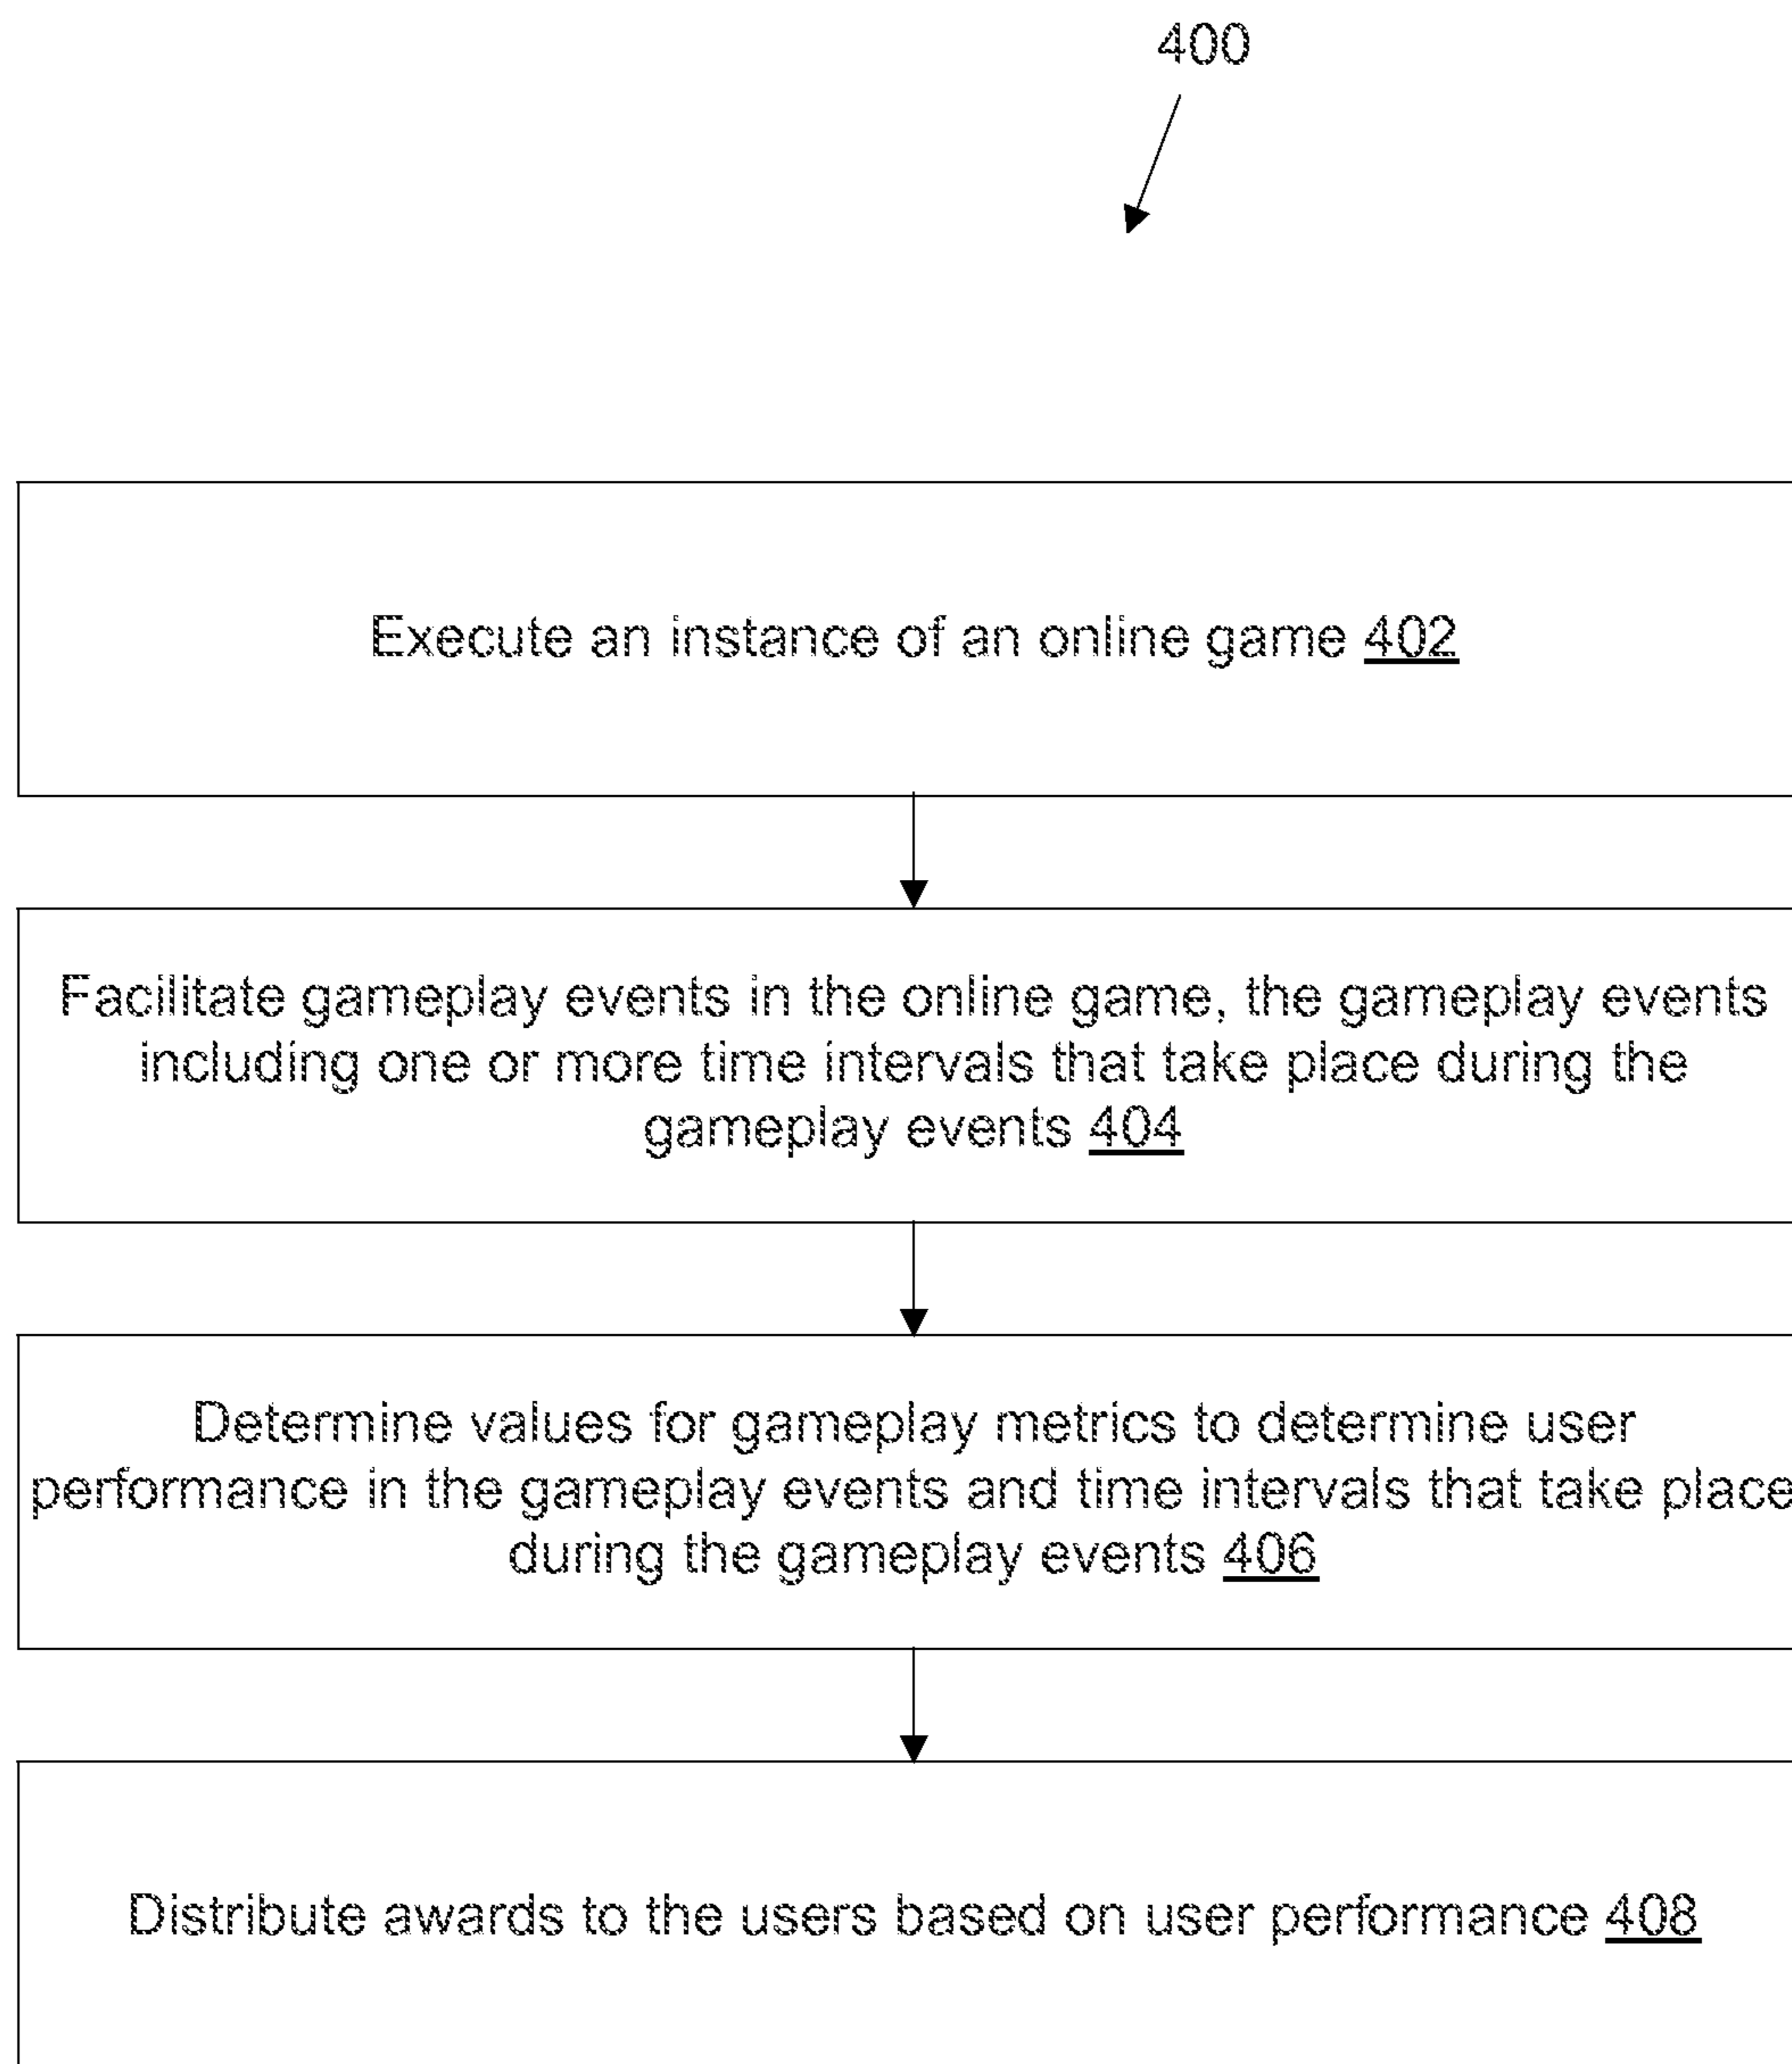 400
Execute an instance of an online game 402
Facilitate gameplay events in the online game, the gameplay events
including one or more time intervals that take place during the
gameplay events 404
Determine values for gameplay metrics to determine user
performance in the gameplay events and time intervals that take place
during the gameplay events 406
Distribute awards to the users based on user performance 408